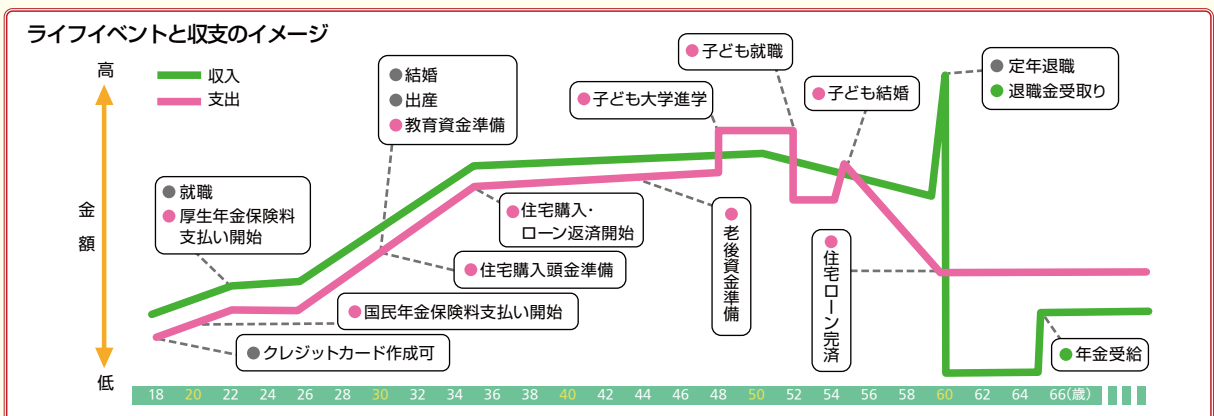 ライフイベントと収支のイメージ
高
収入
支出
金
額
低
就職
厚生年金保険料
支払い開始
結婚
出産
教育資金準備
子ども大学進学
子ども就職
子ども結婚
定年退職
退職金受取り
住宅購入・
ローン返済開始
住宅購入頭金準備
国民年金保険料支払い開始
クレジットカード作成可
老後資金準備
住宅ローン完済
年金受給
18 20 22 24 26 28 30 32 34 36 38 40 42 44 46 48 50 52 54 56 58 60 62 64 66(歳)